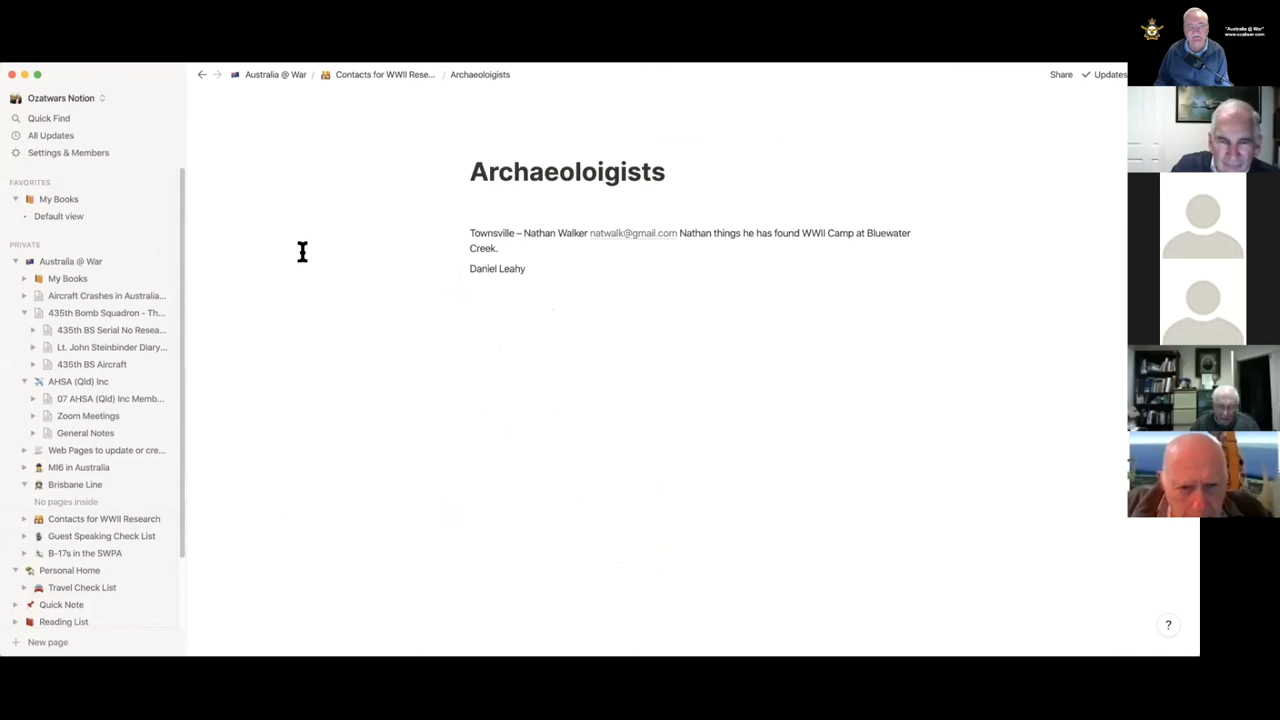 "Australia @ War"
www.ozatwar.com
Australia @ War / Contacts for WWII Rese... / Archaeoloigists
Share Updates
Ozatwars Notion
Quick Find
All Updates
Settings & Members
FAVORITES
My Books
Default view
PRIVATE
Australia @ War
My Books
Aircraft Crashes in Australia...
435th Bomb Squadron - Th...
435th BS Serial No Resea...
Lt. John Steinbinder Diary...
435th BS Aircraft
AHSA (Qld) Inc
07 AHSA (Qld) Inc Memb...
Zoom Meetings
General Notes
Web Pages to update or cre...
MI6 in Australia
Brisbane Line
No pages inside
Contacts for WWII Research
Guest Speaking Check List
B-17s in the SWPA
Personal Home
Travel Check List
Quick Note
Reading List
New page
Archaeoloigists
Townsville – Nathan Walker natwalk@gmail.com Nathan things he has found WWII Camp at Bluewater
Creek.
Daniel Leahy
?